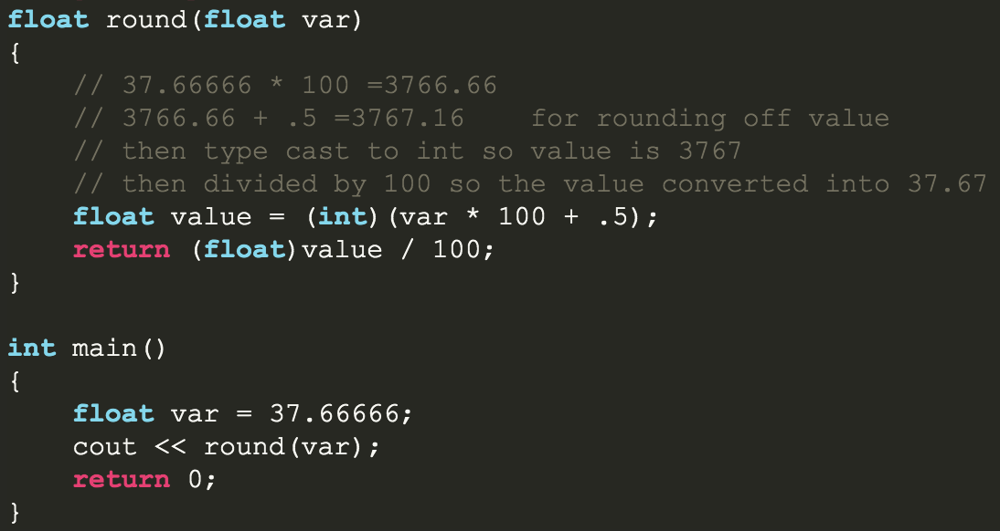 float round(float var)
{
    // 37.66666 * 100 =3766.66
    // 3766.66 + .5 =3767.16    for rounding off value
    // then type cast to int so value is 3767
    // then divided by 100 so the value converted into 37.67
    float value = (int)(var * 100 + .5);
    return (float)value / 100;
}

int main()
{
    float var = 37.66666;
    cout << round(var);
    return 0;
}